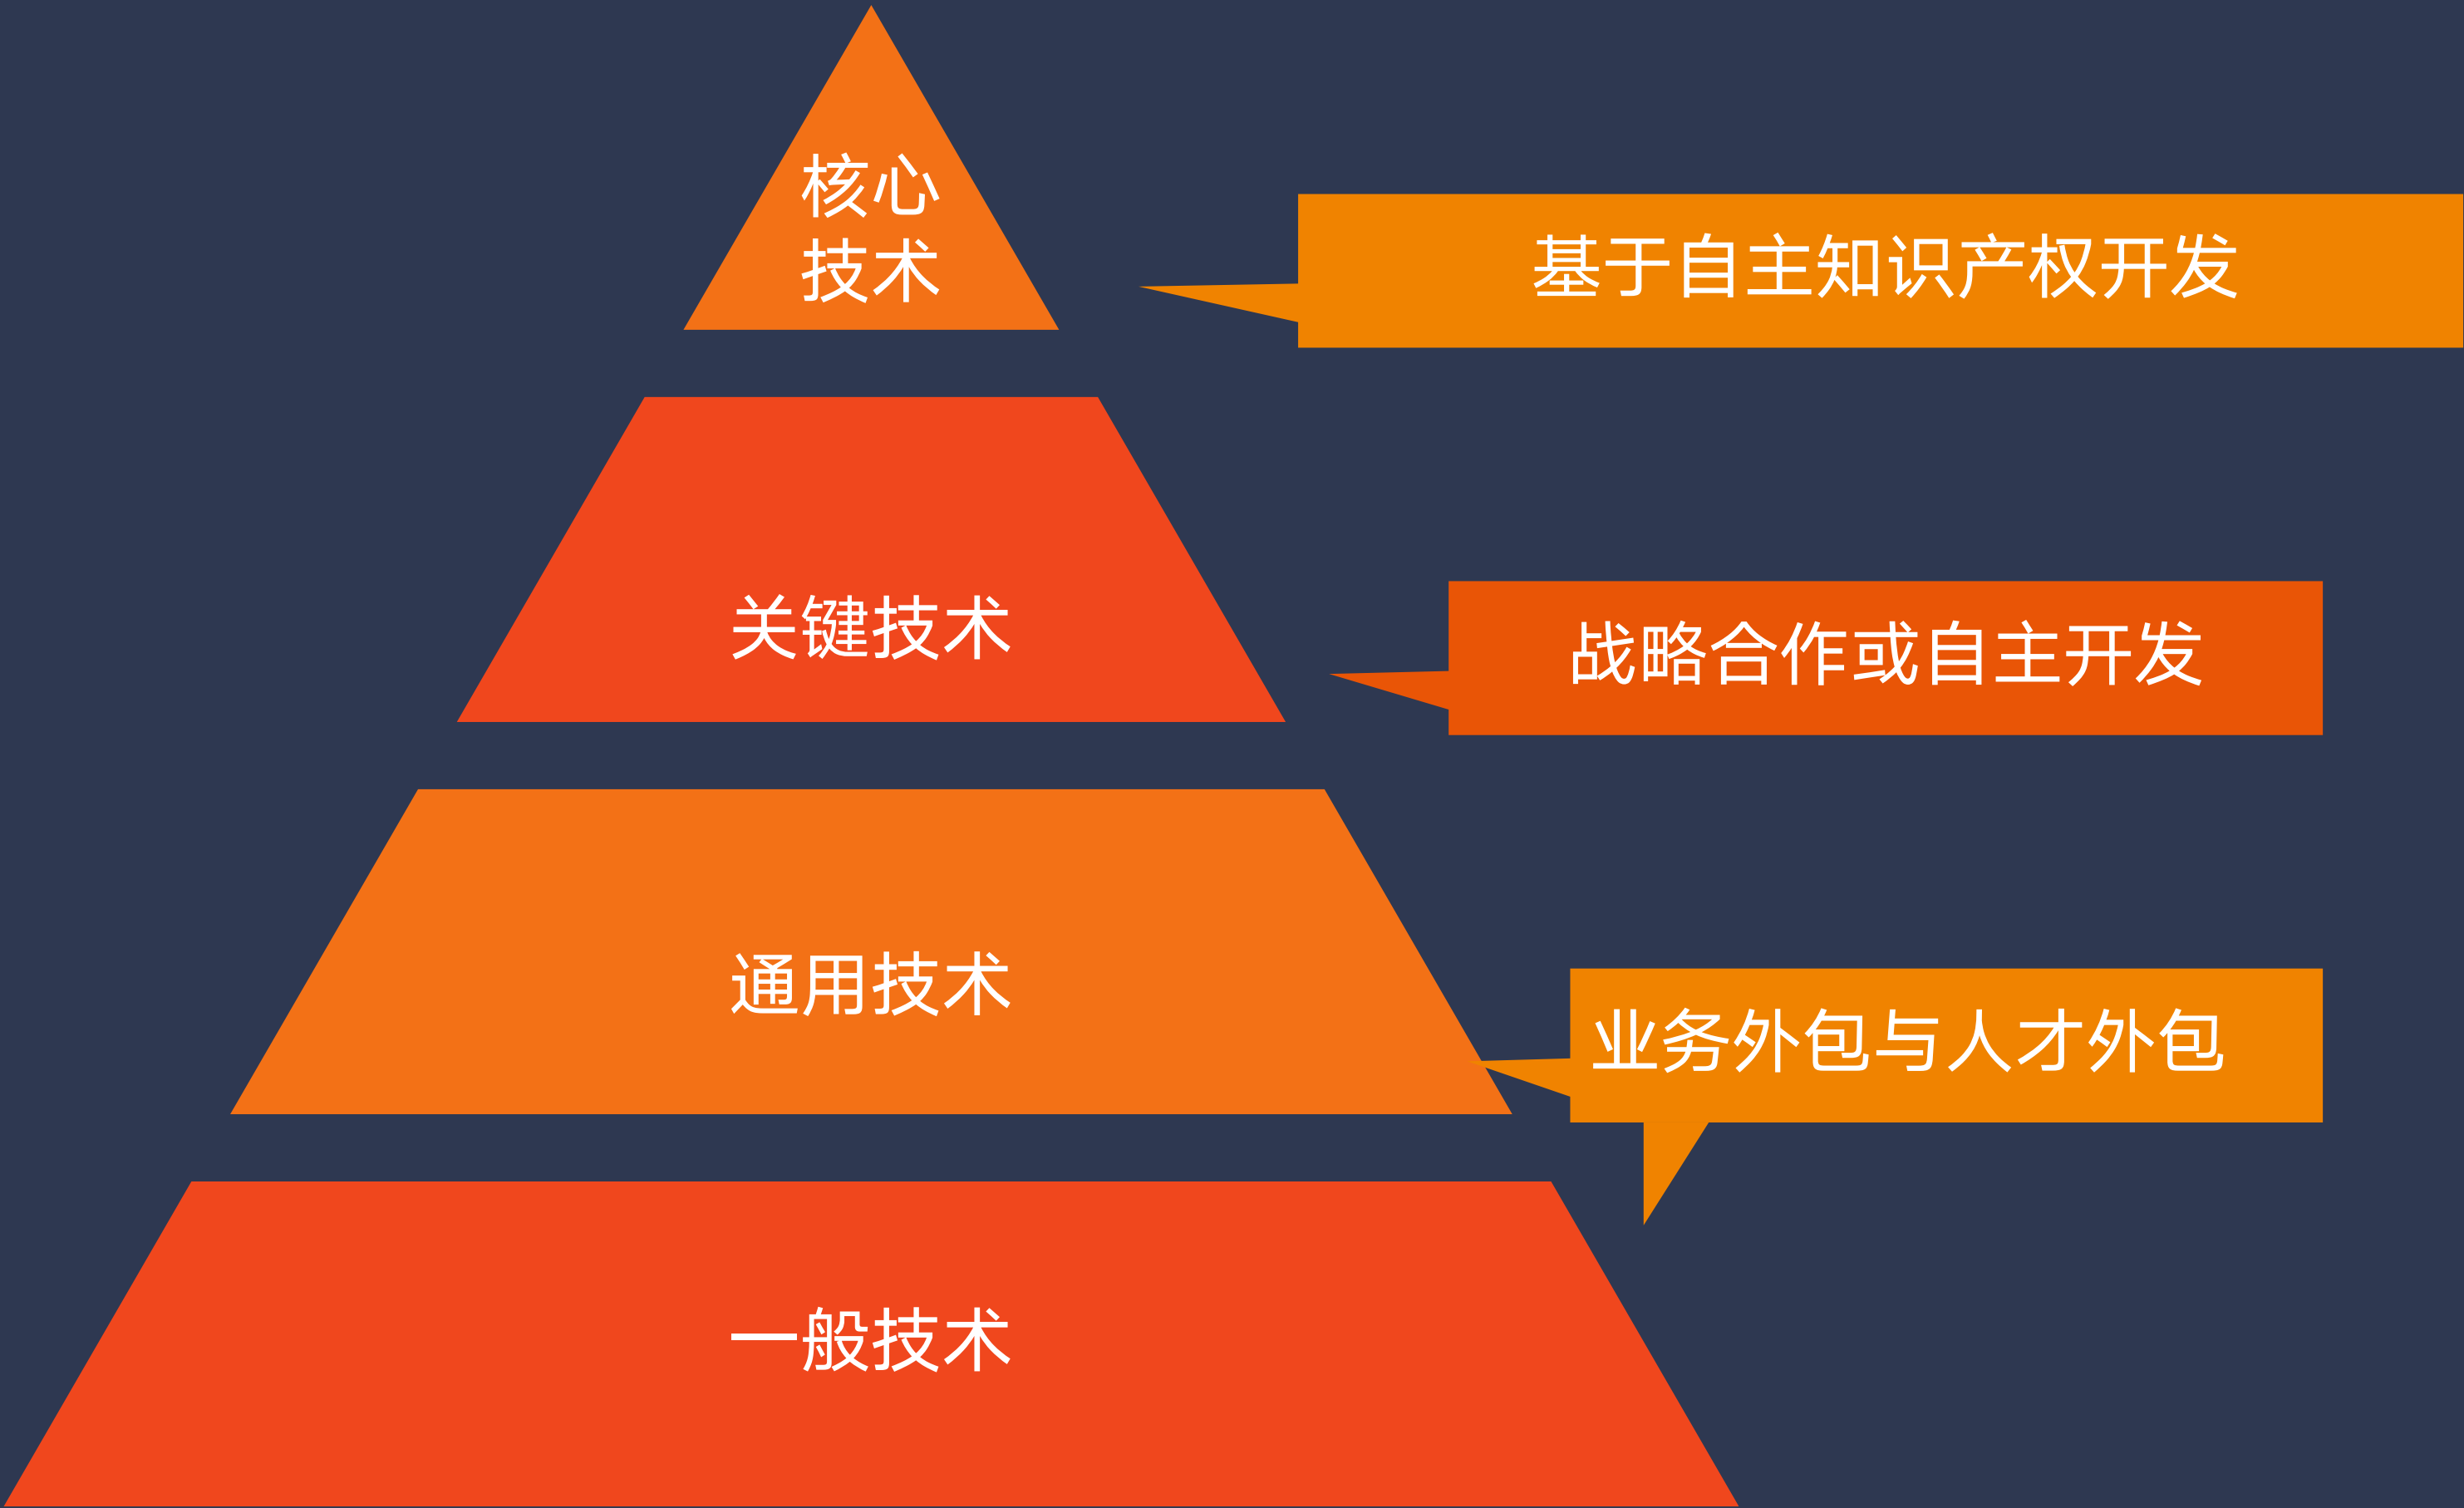 核心
技术
基于自主知识产权开发
关键技术
战略合作或自主开发
通用技术
业务外包与人才外包
一般技术